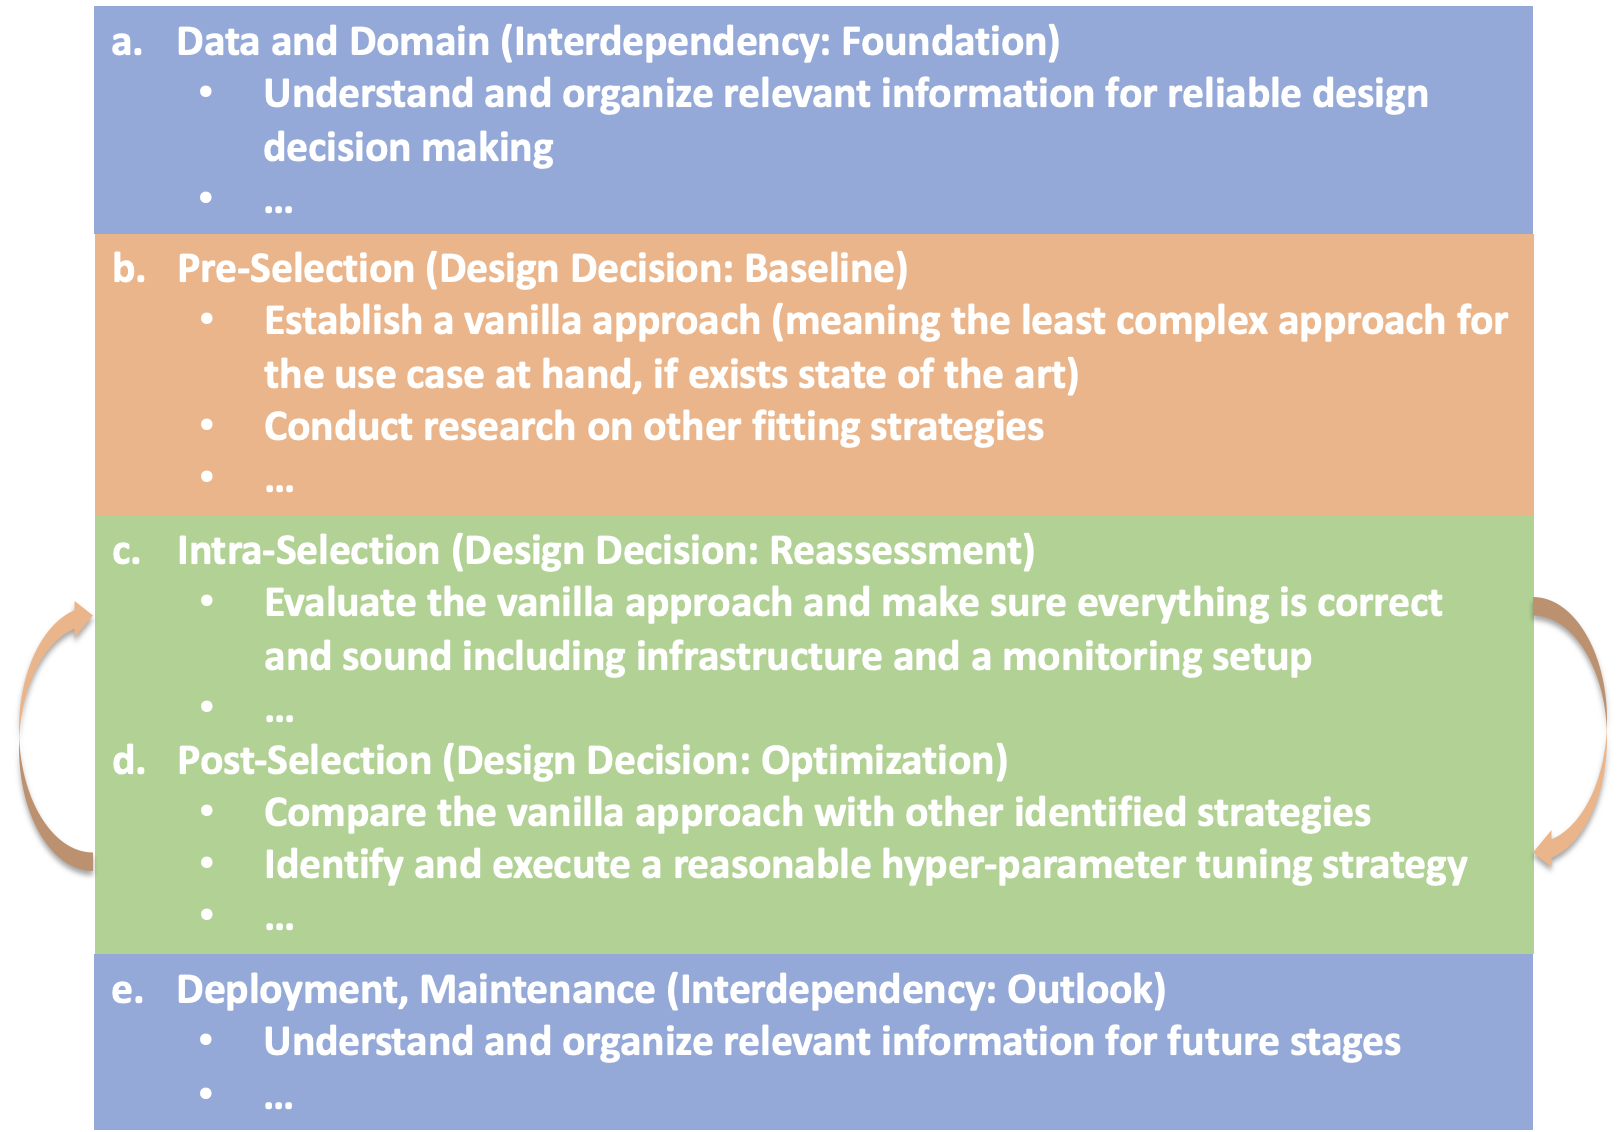 a. Data and Domain (Interdependency: Foundation)
• Understand and organize relevant information for reliable design
decision making
• ...
b. Pre-Selection (Design Decision: Baseline)
• Establish a vanilla approach (meaning the least complex approach for
the use case at hand, if exists state of the art)
• Conduct research on other fitting strategies
• ...
c. Intra-Selection (Design Decision: Reassessment)
• Evaluate the vanilla approach and make sure everything is correct
and sound including infrastructure and a monitoring setup
• ...
d. Post-Selection (Design Decision: Optimization)
• Compare the vanilla approach with other identified strategies
• Identify and execute a reasonable hyper-parameter tuning strategy
• ...
e. Deployment, Maintenance (Interdependency: Outlook)
• Understand and organize relevant information for future stages
• ...